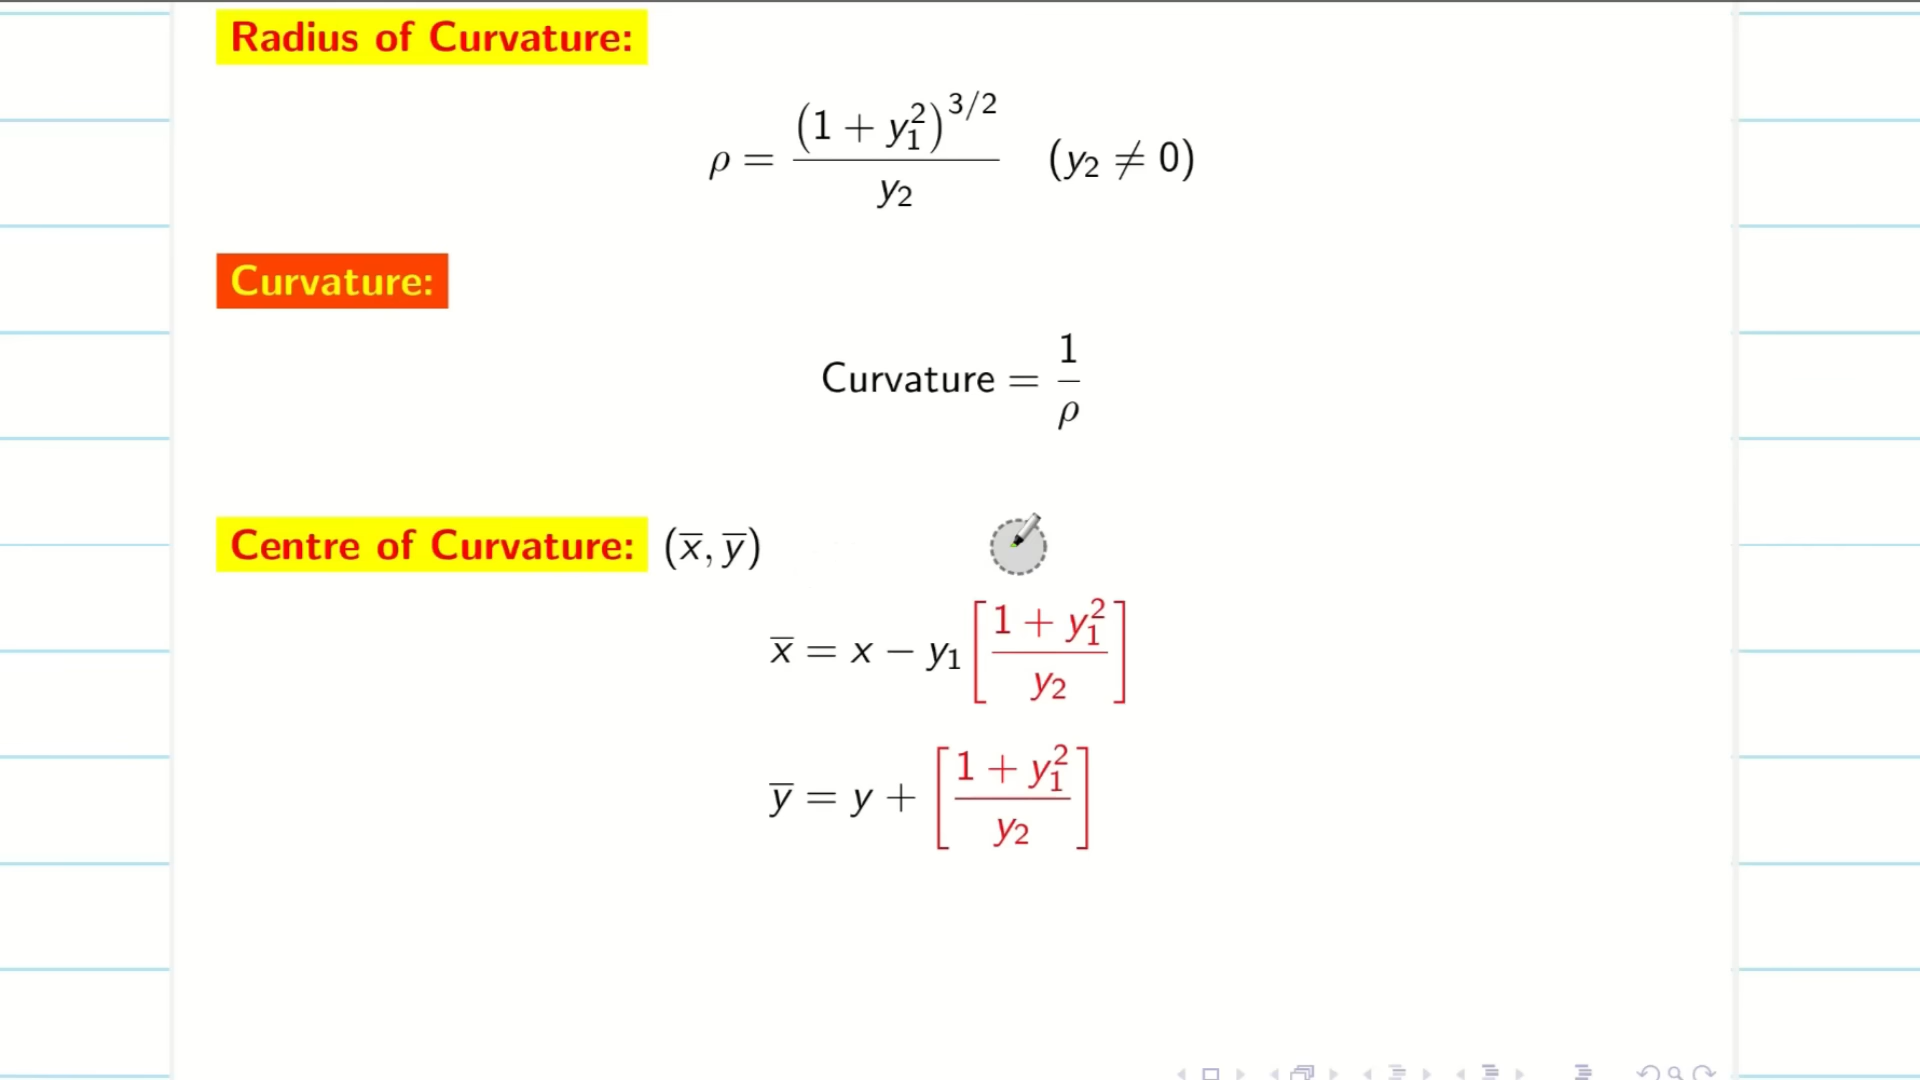 Radius of Curvature:
ρ = (1 + y₁²)^{3/2} / y₂ (y₂ ≠ 0)
Curvature:
Curvature = 1/ρ
Centre of Curvature: (x̅, y̅)
x̅ = x − y₁ [(1 + y₁²) / y₂]
y̅ = y + [(1 + y₁²) / y₂]